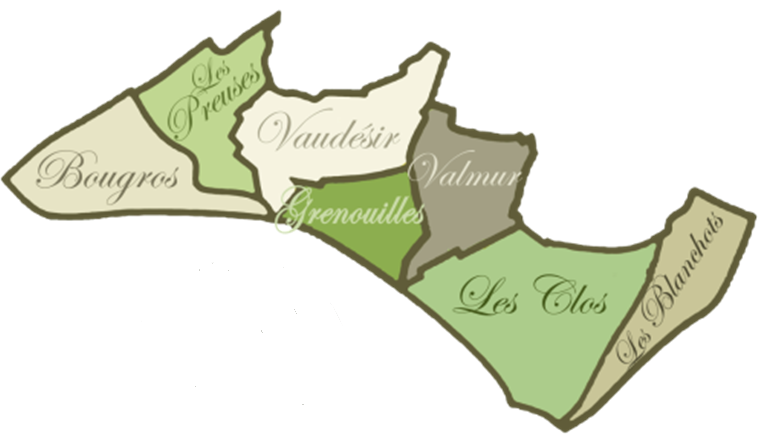 Les
Preuses
Bougros
Vaudésir
Valmur
Grenouilles
Les Clos
Les Blanchots